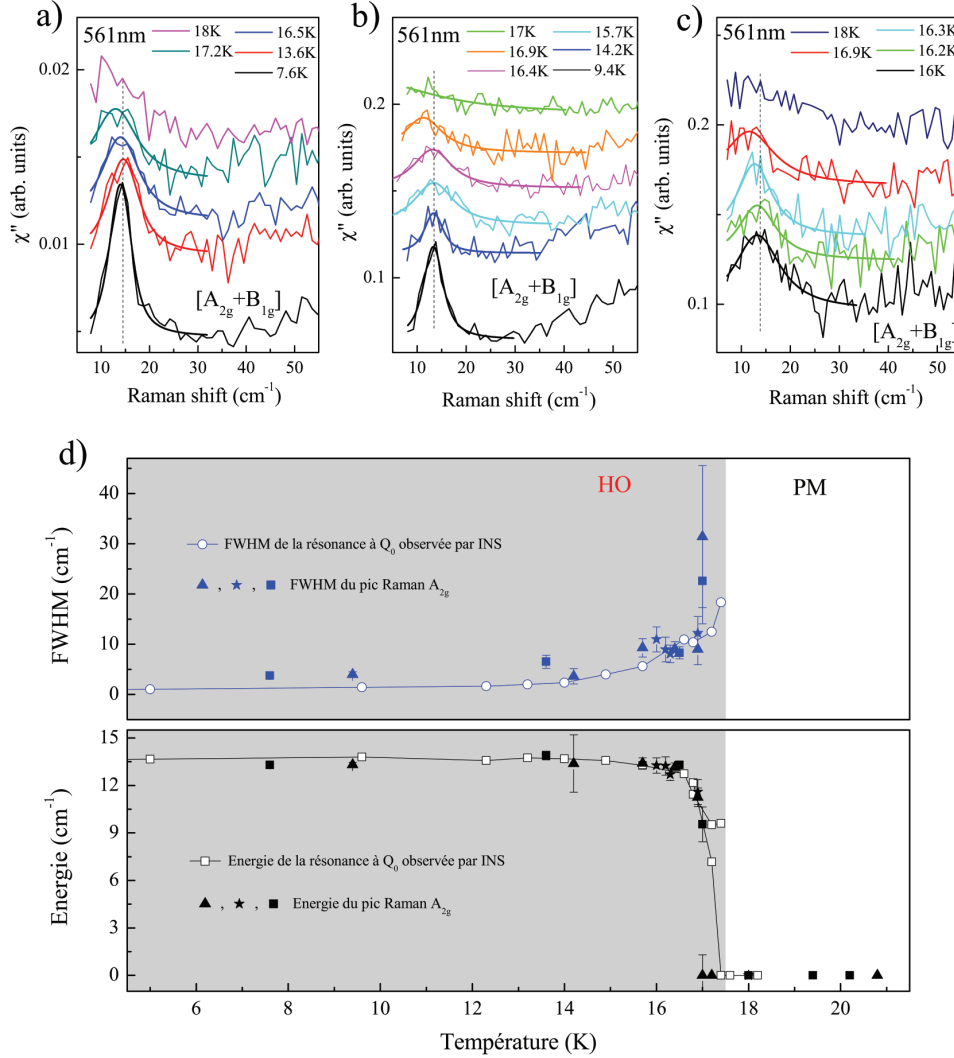 a)
561nm
18K
17.2K
16.5K
13.6K
7.6K
0.02
0.01
χ" (arb. units)
[A2g+B1g]
10 20 30 40 50
Raman shift (cm-1)
b)
561nm
17K
16.9K
16.4K
15.7K
14.2K
9.4K
0.2
0.1
χ" (arb. units)
[A2g+B1g]
10 20 30 40 50
Raman shift (cm-1)
c)
561nm
18K
16.9K
16.3K
16.2K
16K
0.2
0.1
χ" (arb. units)
[A2g+B1g
10 20 30 40 50
Raman shift (cm-1)
d)
HO
PM
FWHM de la résonance à Q0 observée par INS
, , FWHM du pic Raman A2g
40
30
20
10
0
FWHM (cm-1)
15
12
9
6
3
0
Energie (cm-1)
Energie de la résonance à Q0 observée par INS
, , Energie du pic Raman A2g
6 8 10 12 14 16 18 20
Température (K)